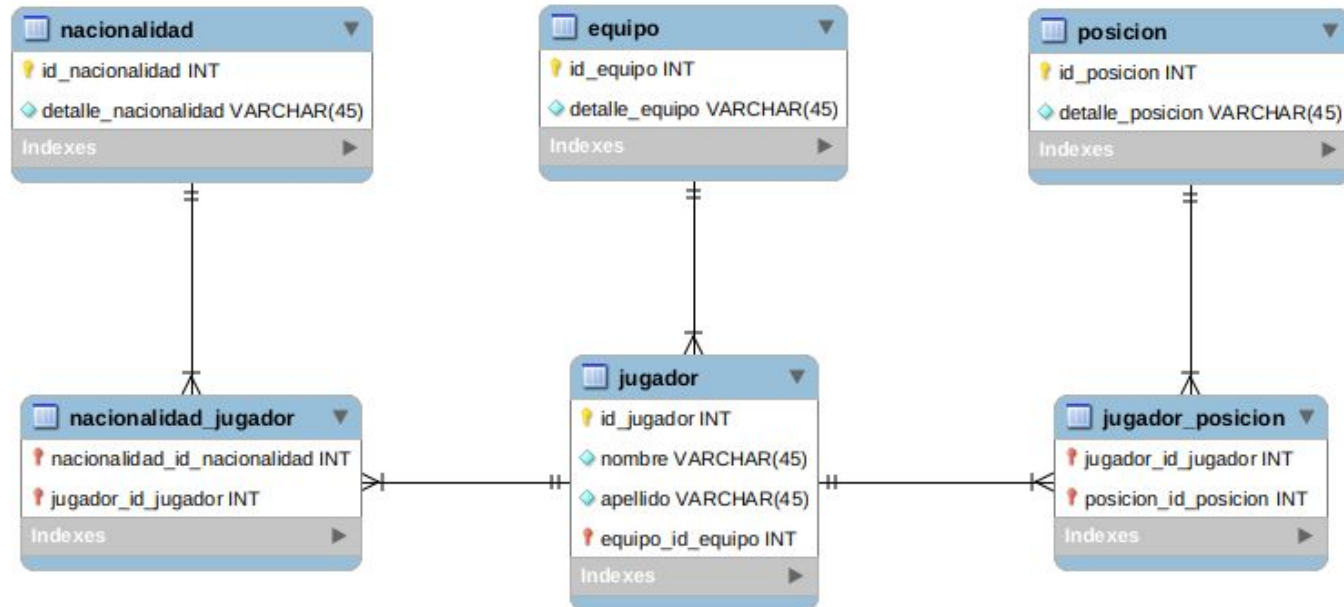 nacionalidad
id_nacionalidad INT
detalle_nacionalidad VARCHAR(45)
Indexes
equipo
id_equipo INT
detalle_equipo VARCHAR(45)
Indexes
posicion
id_posicion INT
detalle_posicion VARCHAR(45)
Indexes
nacionalidad_jugador
nacionalidad_id_nacionalidad INT
jugador_id_jugador INT
Indexes
jugador
id_jugador INT
nombre VARCHAR(45)
apellido VARCHAR(45)
equipo_id_equipo INT
Indexes
jugador_posicion
jugador_id_jugador INT
posicion_id_posicion INT
Indexes